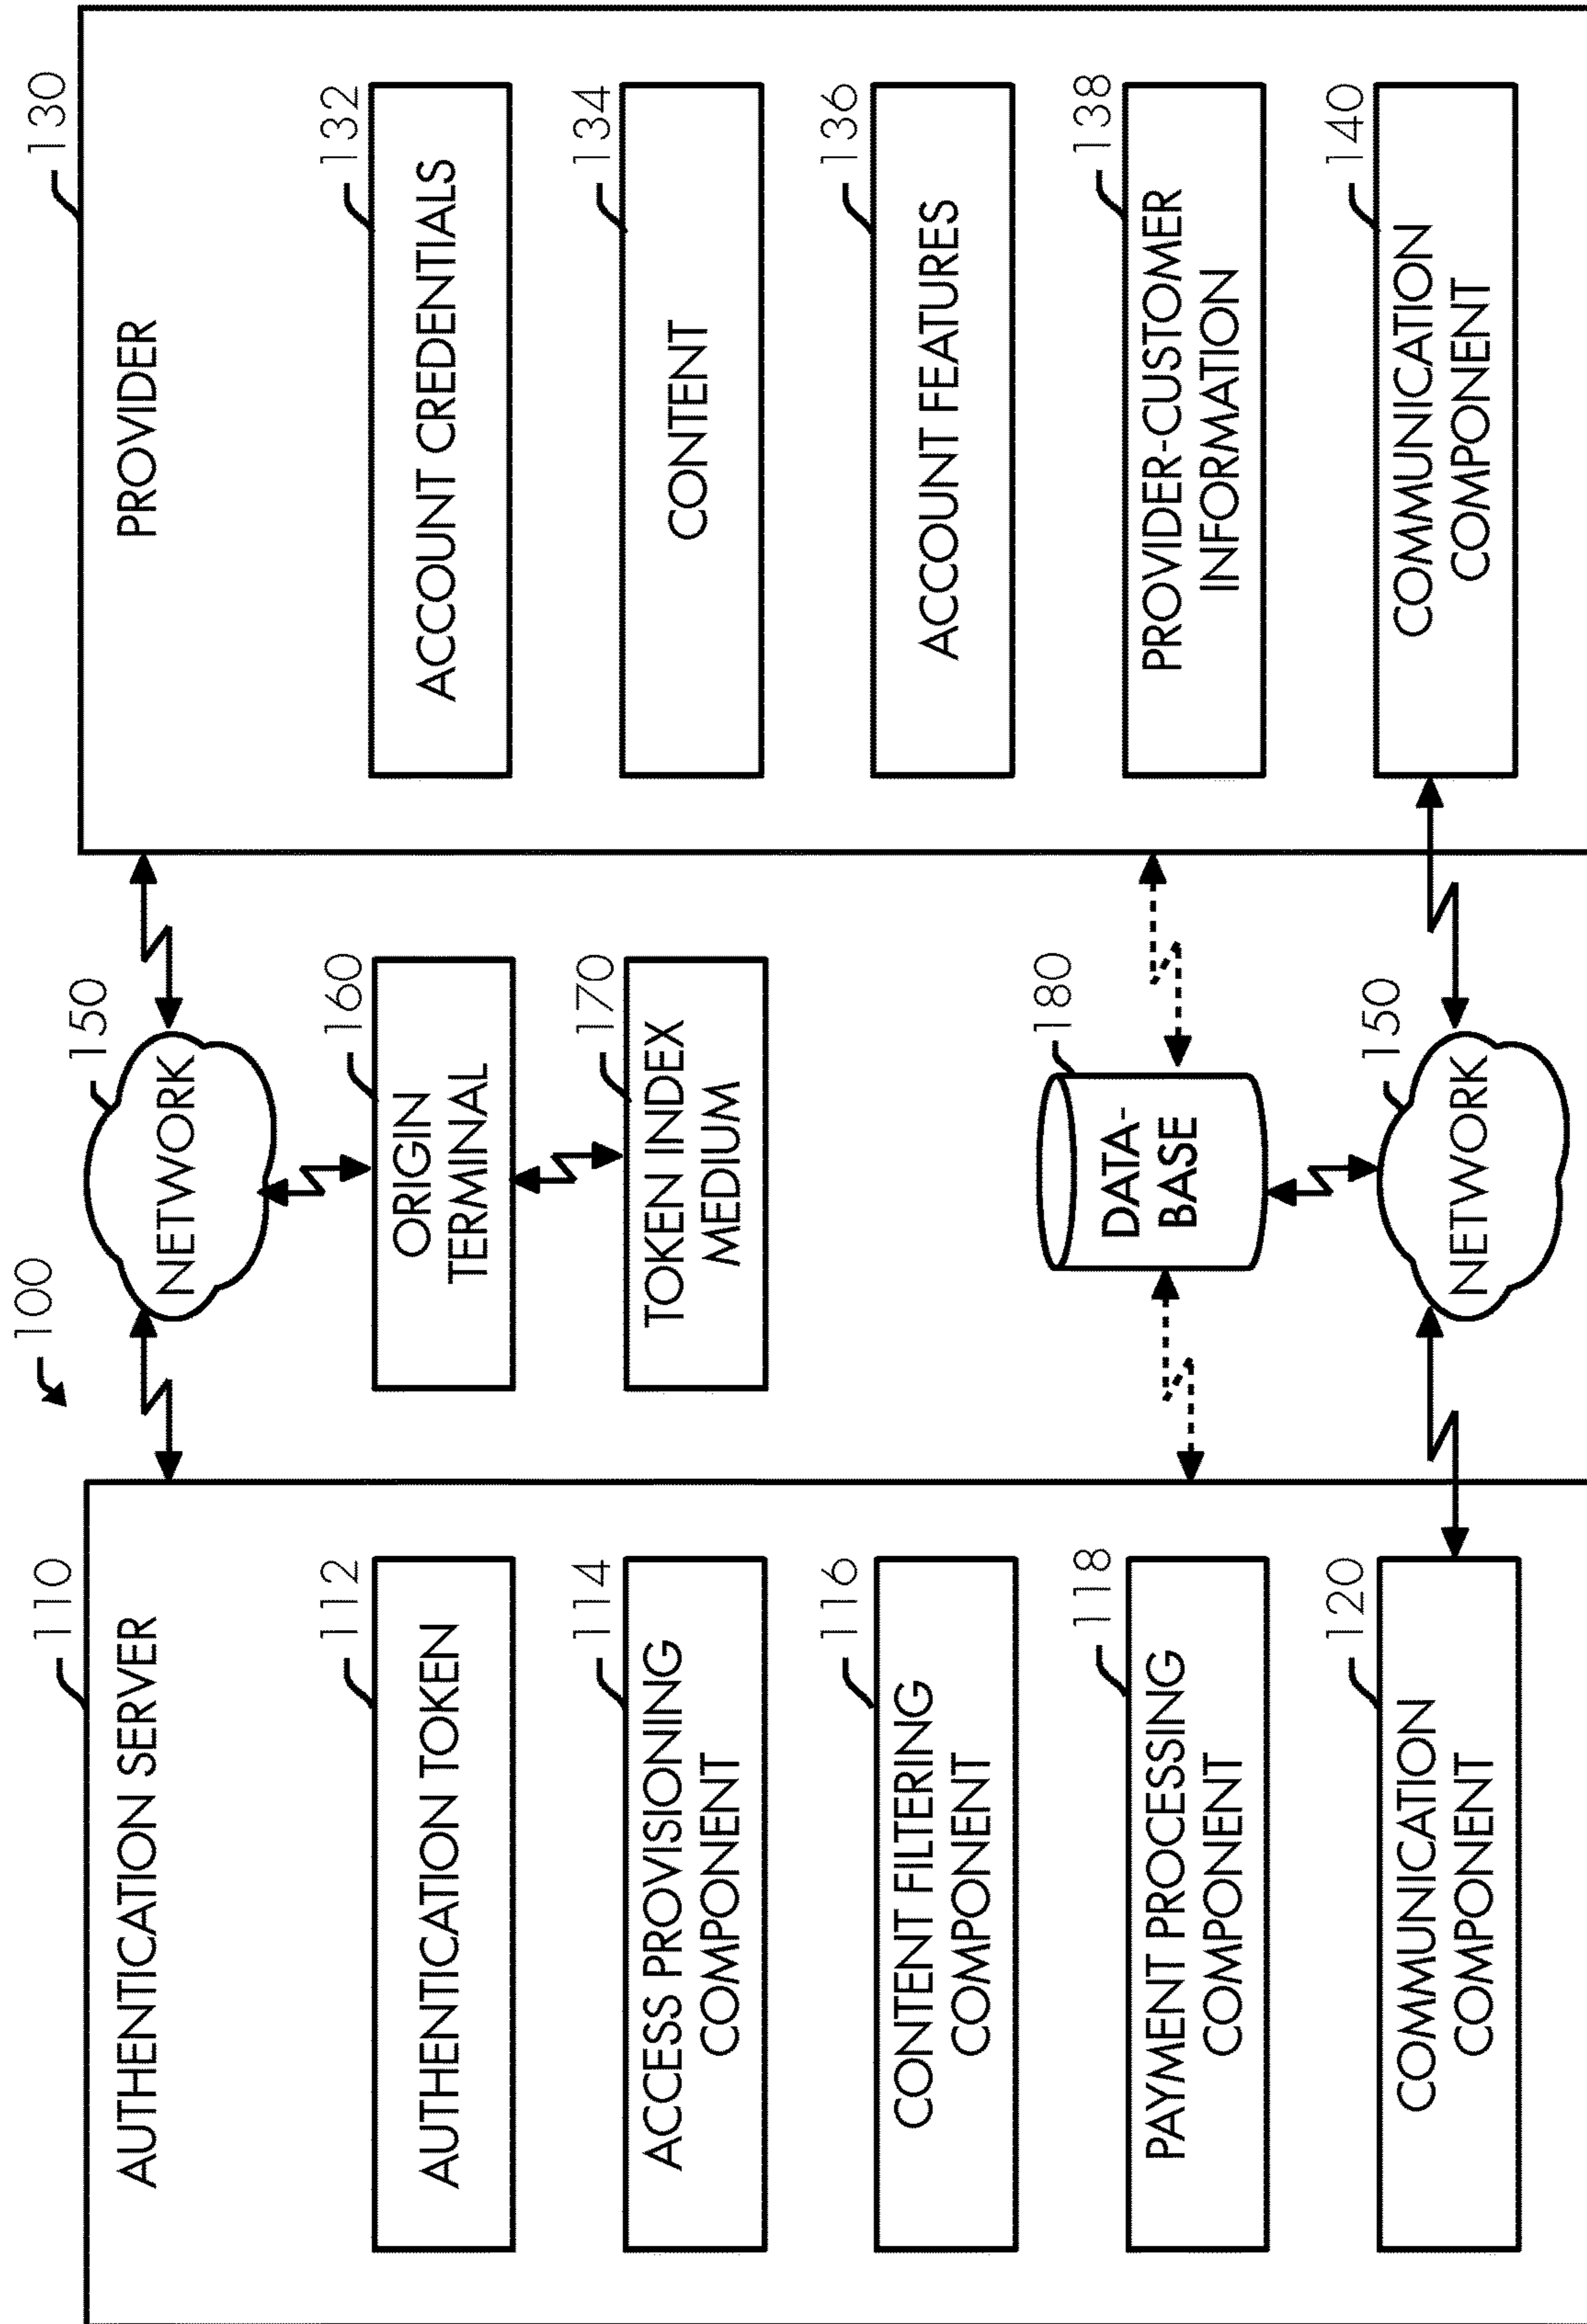 100
110
AUTHENTICATION SERVER
112
AUTHENTICATION TOKEN
114
ACCESS PROVISIONING
COMPONENT
116
CONTENT FILTERING
COMPONENT
118
PAYMENT PROCESSING
COMPONENT
120
COMMUNICATION
COMPONENT
150
NETWORK
160
ORIGIN
TERMINAL
170
TOKEN INDEX
MEDIUM
180
DATA-
BASE
150
NETWORK
130
PROVIDER
132
ACCOUNT CREDENTIALS
134
CONTENT
136
ACCOUNT FEATURES
138
PROVIDER-CUSTOMER
INFORMATION
140
COMMUNICATION
COMPONENT